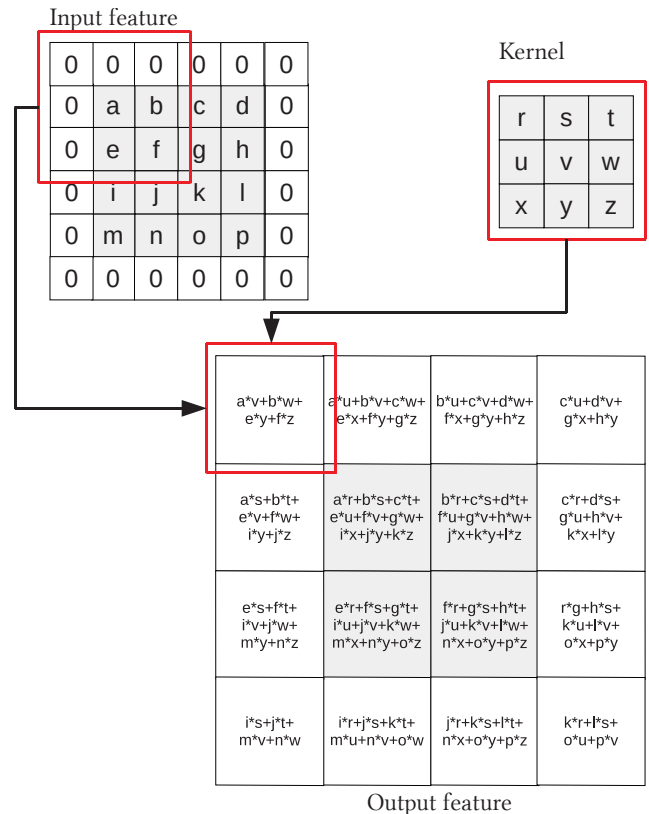 Input feature
Kernel
0 0 0 0 0 0
0 a b c d 0
0 e f g h 0
0 i j k l 0
0 m n o p 0
0 0 0 0 0 0
r s t
u v w
x y z
a*v+b*w+
e*y+f*z
a*u+b*v+c*w+
e*x+f*y+g*z
b*u+c*v+d*w+
f*x+g*y+h*z
c*u+d*v+
g*x+h*y
a*s+b*t+
e*v+f*w+
i*y+j*z
a*r+b*s+c*t+
e*u+f*v+g*w+
i*x+j*y+k*z
b*r+c*s+d*t+
f*u+g*v+h*w+
j*x+k*y+l*z
c*r+d*s+
g*u+h*v+
k*x+l*y
e*s+f*t+
i*v+j*w+
m*y+n*z
e*r+f*s+g*t+
i*u+j*v+k*w+
m*x+n*y+o*z
f*r+g*s+h*t+
j*u+k*v+l*w+
n*x+o*y+p*z
r*g+h*s+
k*u+l*v+
o*x+p*y
i*s+j*t+
m*v+n*w
i*r+j*s+k*t+
m*u+n*v+o*w
j*r+k*s+l*t+
n*x+o*y+p*z
k*r+l*s+
o*u+p*v
Output feature